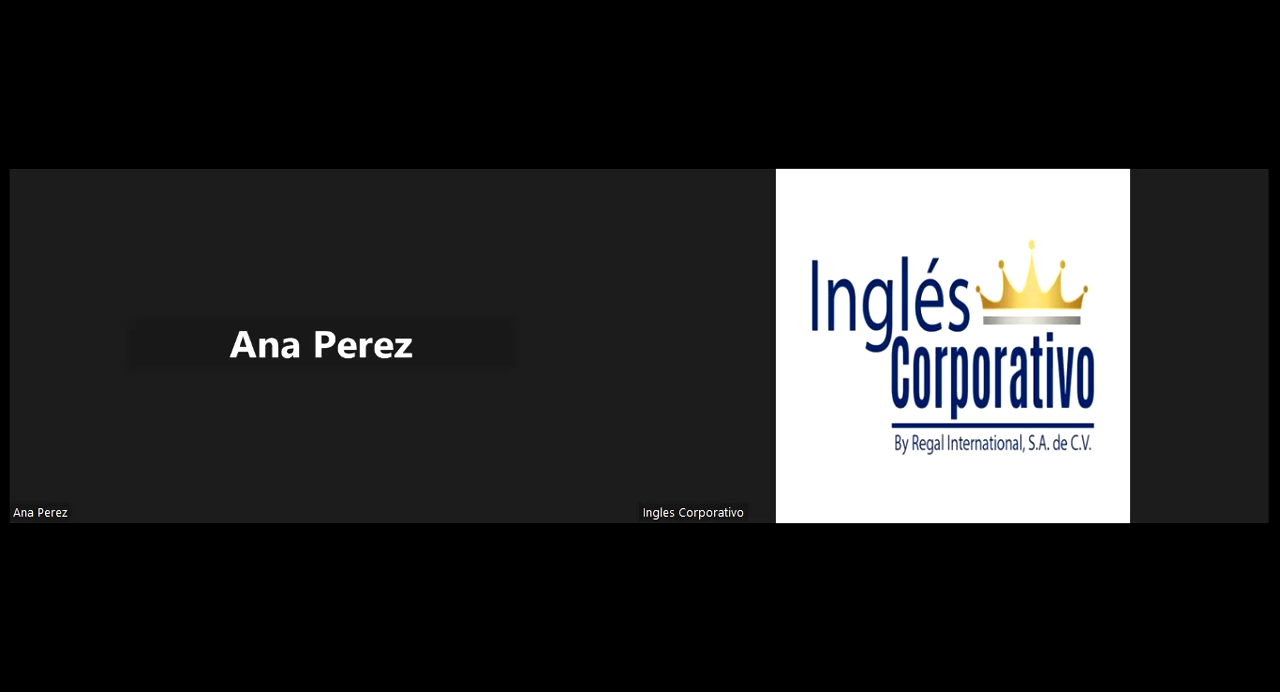 Ana Perez
Ana Perez
Inglés
Corporativo
By Regal International, S.A. de C.V.
Ingles Corporativo